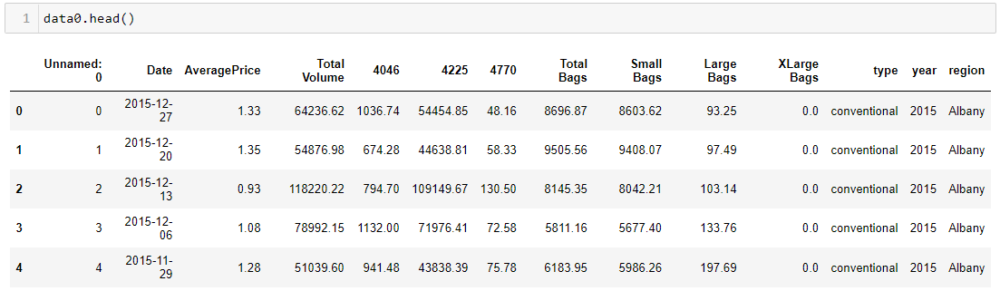 1 data0.head()
Unnamed: 0 Date AveragePrice Total Volume 4046 4225 4770 Total Bags Small Bags Large Bags XLarge Bags type year region
0 0 2015-12-27 1.33 64236.62 1036.74 54454.85 48.16 8696.87 8603.62 93.25 0.0 conventional 2015 Albany
1 1 2015-12-20 1.35 54876.98 674.28 44638.81 58.33 9505.56 9408.07 97.49 0.0 conventional 2015 Albany
2 2 2015-12-13 0.93 118220.22 794.70 109149.67 130.50 8145.35 8042.21 103.14 0.0 conventional 2015 Albany
3 3 2015-12-06 1.08 78992.15 1132.00 71976.41 72.58 5811.16 5677.40 133.76 0.0 conventional 2015 Albany
4 4 2015-11-29 1.28 51039.60 941.48 43838.39 75.78 6183.95 5986.26 197.69 0.0 conventional 2015 Albany